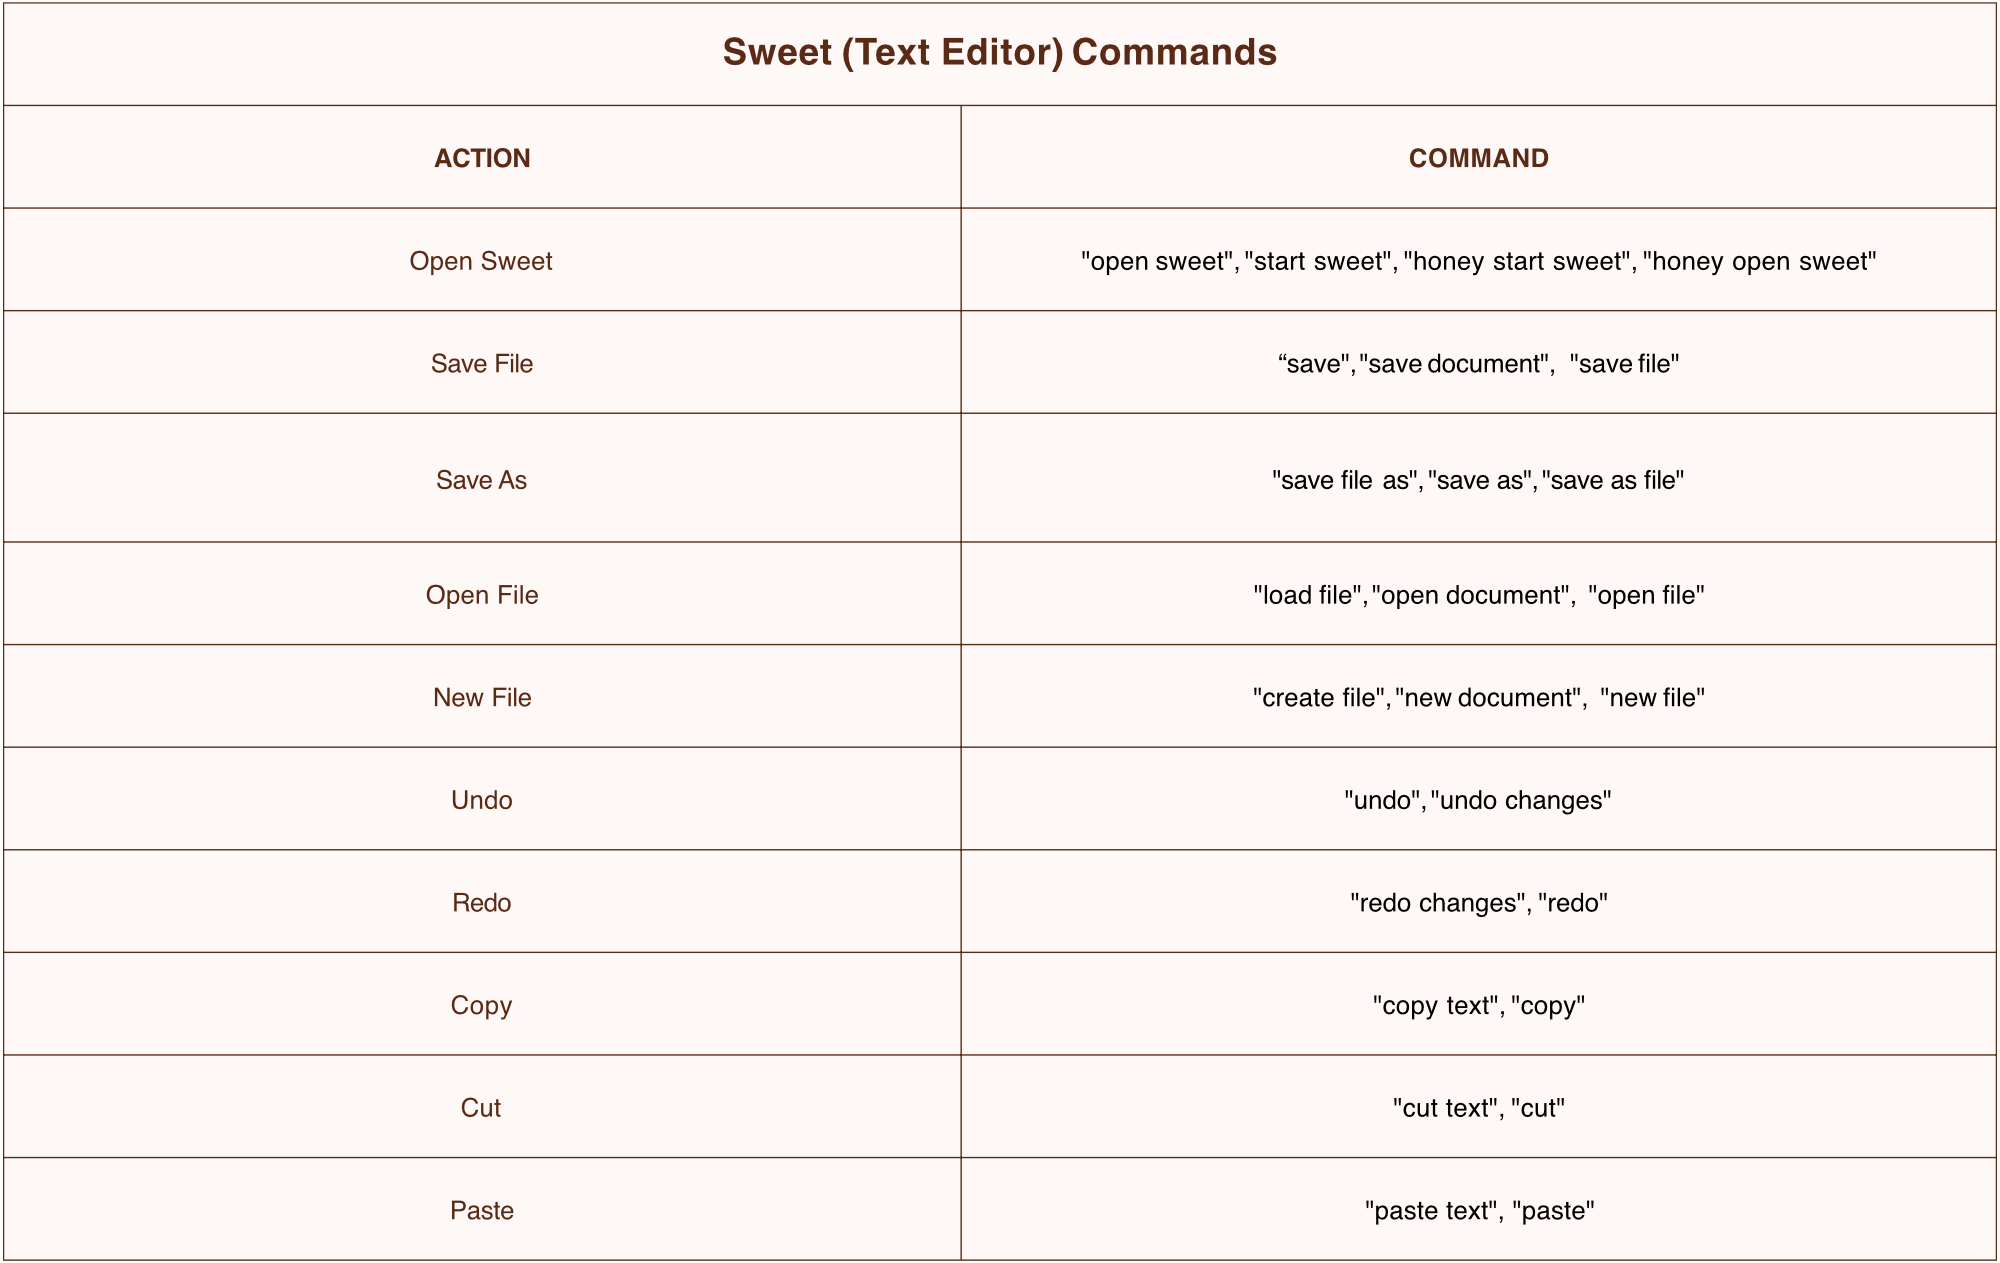 Sweet (Text Editor) Commands
ACTION COMMAND
Open Sweet "open sweet", "start sweet", "honey start sweet", "honey open sweet"
Save File “save", "save document", "save file"
Save As "save file as", "save as", "save as file"
Open File "load file", "open document", "open file"
New File "create file", "new document", "new file"
Undo "undo", "undo changes"
Redo "redo changes", "redo"
Copy "copy text", "copy"
Cut "cut text", "cut"
Paste "paste text", "paste"